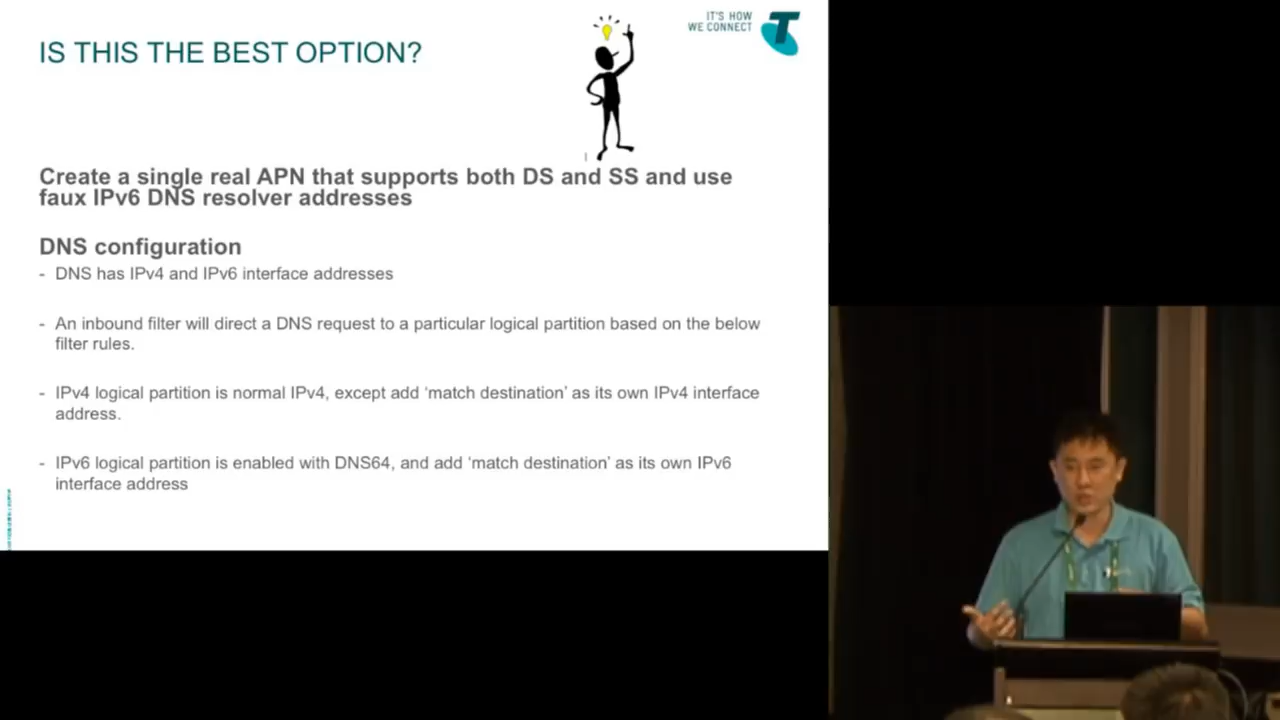 IS THIS THE BEST OPTION?
IT'S HOW
WE CONNECT
T
Create a single real APN that supports both DS and SS and use
faux IPv6 DNS resolver addresses
DNS configuration
- DNS has IPv4 and IPv6 interface addresses
- An inbound filter will direct a DNS request to a particular logical partition based on the below
filter rules.
- IPv4 logical partition is normal IPv4, except add ‘match destination’ as its own IPv4 interface
address.
- IPv6 logical partition is enabled with DNS64, and add ‘match destination’ as its own IPv6
interface address